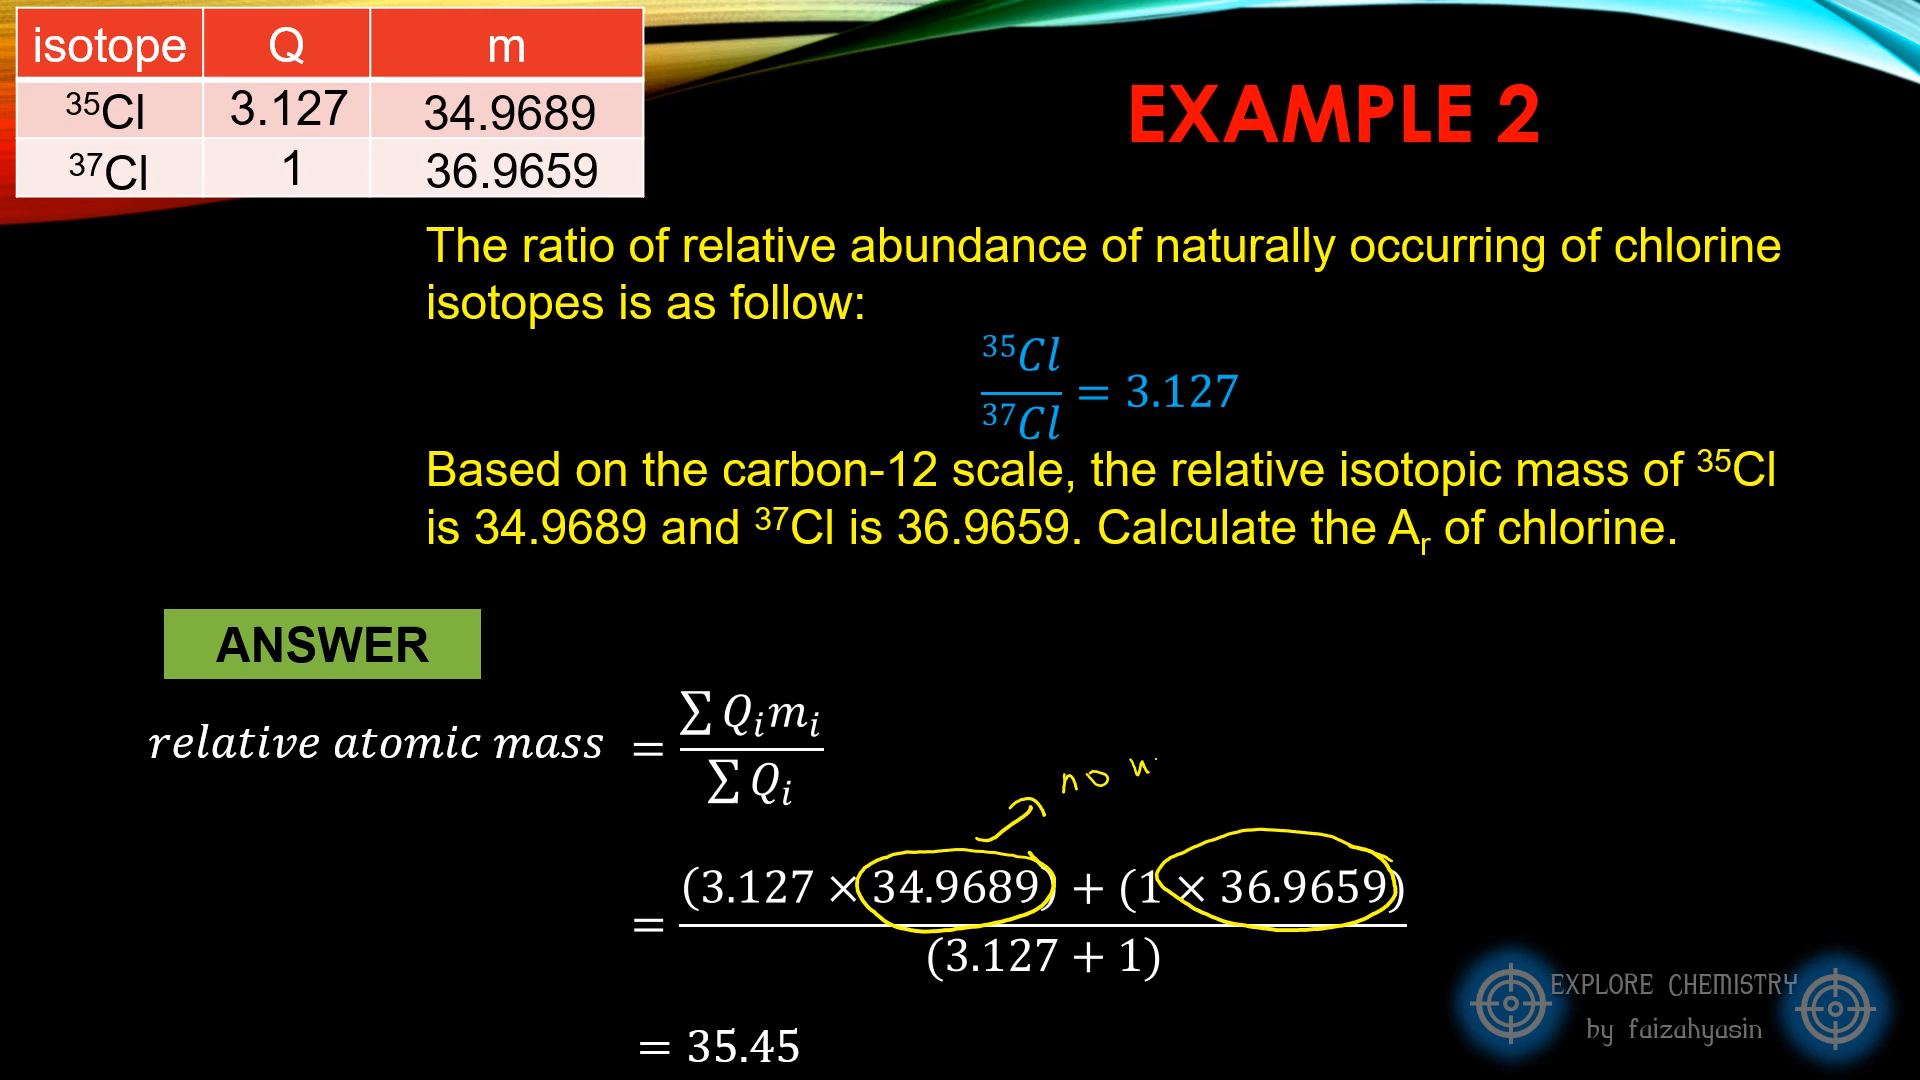 isotope Q m
³⁵Cl 3.127 34.9689
³⁷Cl 1 36.9659
EXAMPLE 2
The ratio of relative abundance of naturally occurring of chlorine
isotopes is as follow:
³⁵Cl / ³⁷Cl = 3.127
Based on the carbon-12 scale, the relative isotopic mass of ³⁵Cl
is 34.9689 and ³⁷Cl is 36.9659. Calculate the Aᵣ of chlorine.
ANSWER
relative atomic mass = ∑ Qᵢmᵢ / ∑ Qᵢ
no
= (3.127 × 34.9689) + (1 × 36.9659) / (3.127 + 1)
= 35.45
EXPLORE CHEMISTRY
by faizahyasin